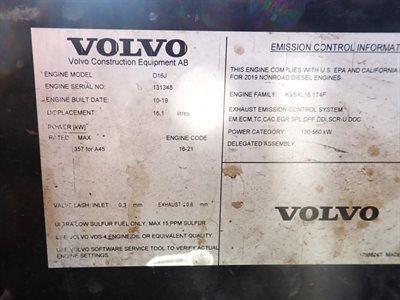 VOLVO
Volvo Construction Equipment AB
ENGINE MODEL D16J
ENGINE SERIAL NO: 131348
ENGINE BUILT DATE: 10-19
DISPLACEMENT: 16,1 litres
POWER [kW]
RATED MAX ENGINE CODE
357 for A45 16-21
VALVE LASH: INLET: 0.3 mm EXHAUST 0.6 mm
ULTRA LOW SULFUR FUEL ONLY, MAX 15 PPM SULFUR.
USE VOLVO VDS-4 ENGINE OIL OR EQUIVALENT QUALITY.
USE VOLVO SOFTWARE SERVICE TOOL TO VERIFY ACTUAL
ENGINE SETTINGS.
EMISSION CONTROL INFORMAT
THIS ENGINE COMPLIES WITH U.S. EPA AND CALIFORNIA
FOR 2019 NONROAD DIESEL ENGINES.
ENGINE FAMILY: KVSXL16.1T4F
EXHAUST EMISSION CONTROL SYSTEM
EM,ECM,TC,CAC,EGR,SPL,DPF,DDI,SCR-U,DOC
POWER CATEGORY: 130-560 kW
DELEGATED ASSEMBLY:
VOLVO
MADE